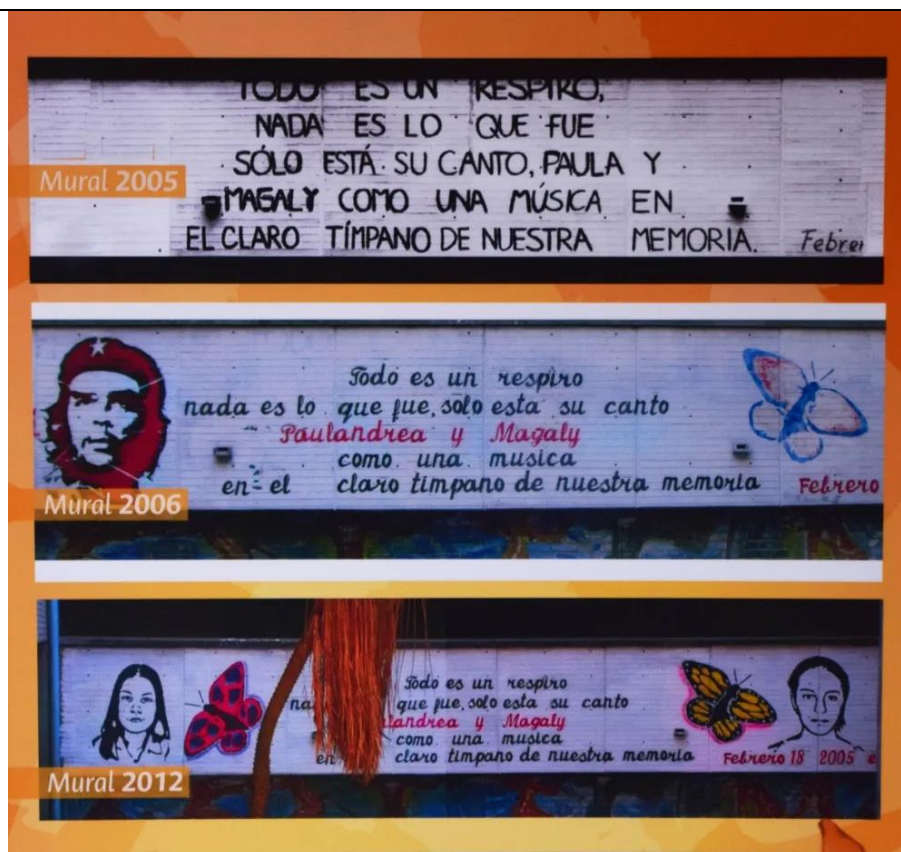 TODO ES UN RESPIRO,
NADA ES LO QUE FUE
SÓLO ESTÁ SU CANTO, PAULA Y
MAGALY COMO UNA MÚSICA EN
EL CLARO TÍMPANO DE NUESTRA MEMORIA.
Febrer
Mural 2005
Todo es un respiro
nada es lo que fue, solo esta su canto
Paulandrea y Magaly
como una musica
en el claro timpano de nuestra memoria
Febrero
Mural 2006
Todo es un respiro
na que fue, solo esta su canto
landrea y Magaly
como una musica
en claro timpano de nuestra memoria
Febrero 18 2005 e
Mural 2012